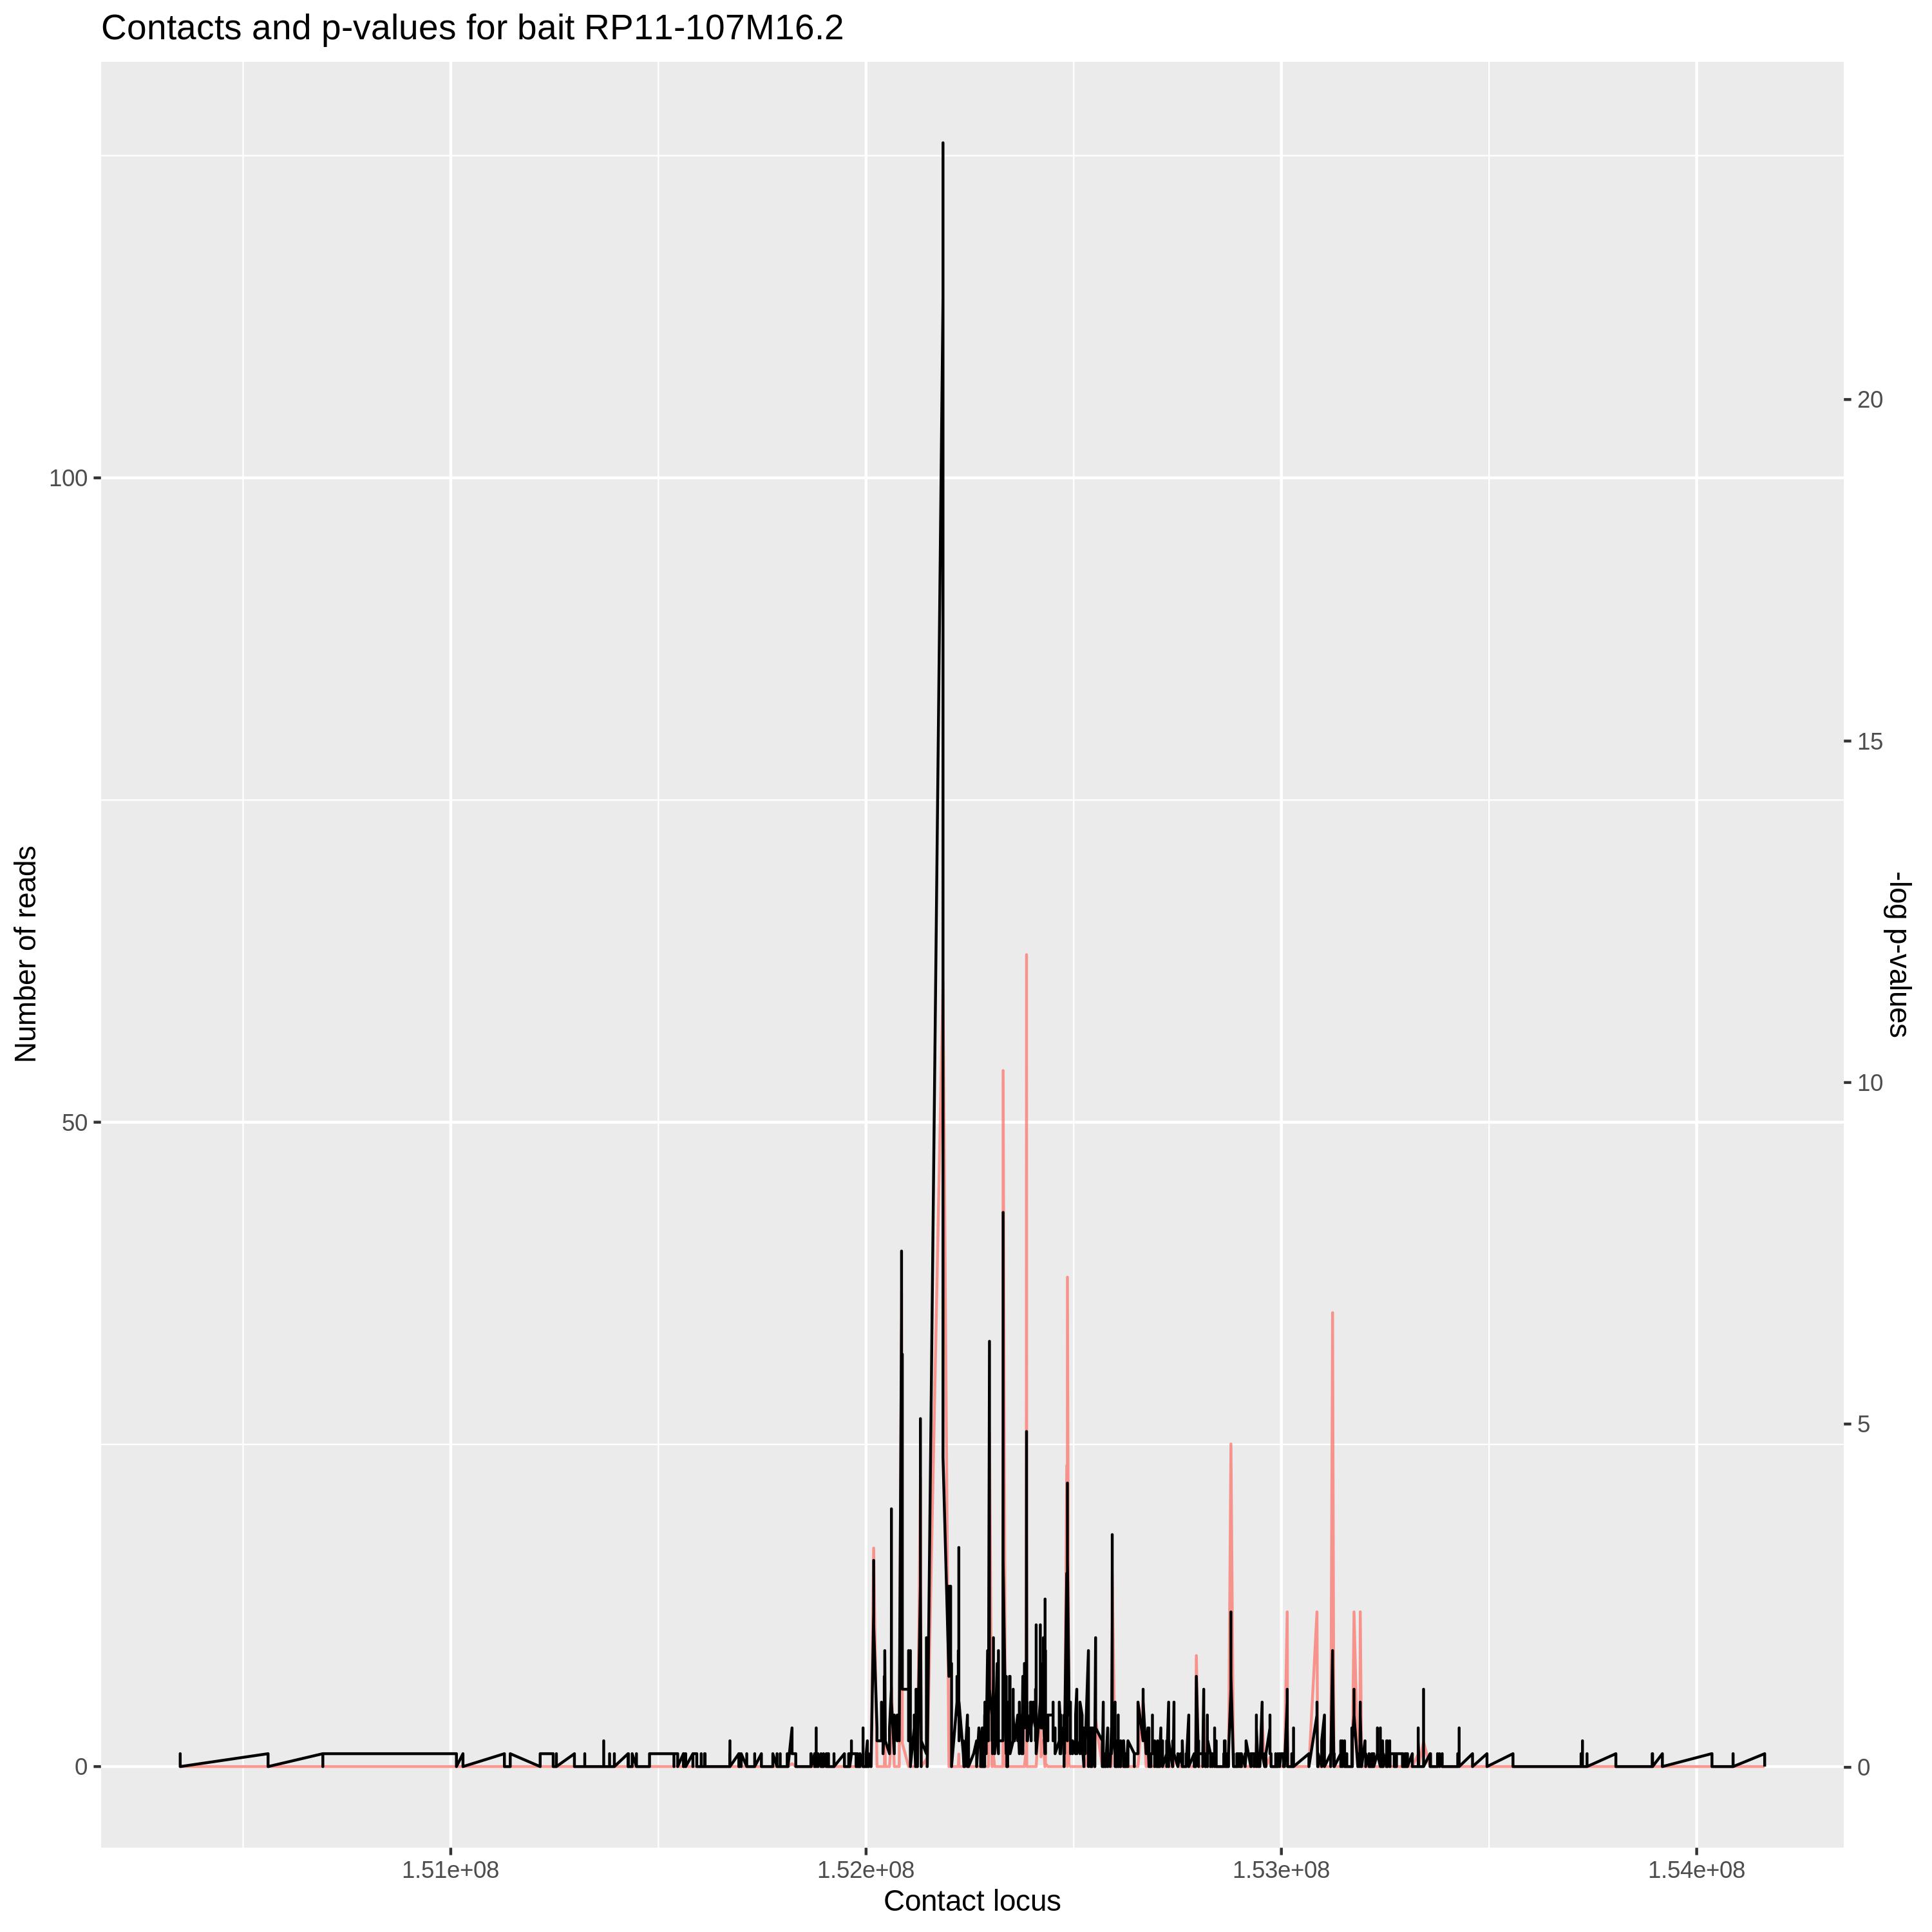 Contacts and p-values for bait RP11-107M16.2
Number of reads
100
50
0
20
15
10
5
0
-log p-values
1.51e+08
1.52e+08
1.53e+08
1.54e+08
Contact locus